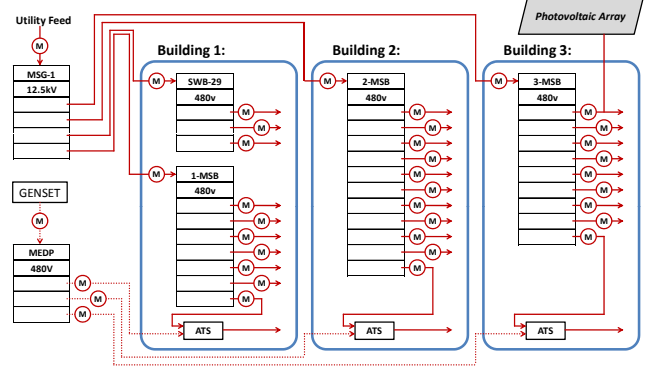 Utility Feed
M
MSG-1
12.5kV
GENSET
M
MEDP
480V
M
M
M
Building 1:
M
SWB-29
480v
M
M
M
M
1-MSB
480v
M
M
M
M
M
M
M
ATS
Building 2:
M
2-MSB
480v
M
M
M
M
M
M
M
M
M
M
M
ATS
Photovoltaic Array
Building 3:
M
3-MSB
480v
M
M
M
M
M
M
M
M
M
ATS